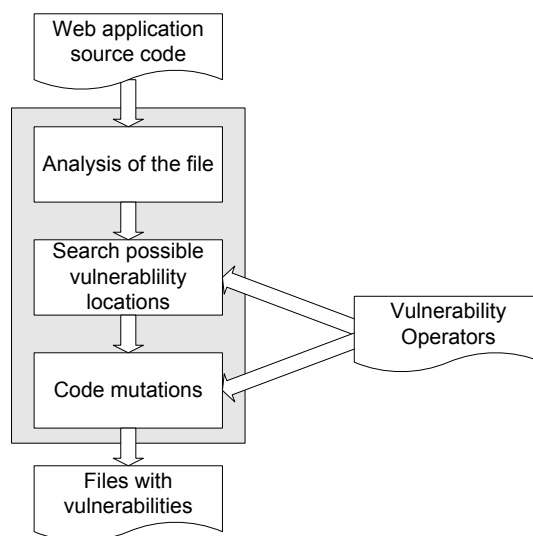 Web application
source code
Analysis of the file
Search possible
vulnerablility
locations
Vulnerability
Operators
Code mutations
Files with
vulnerabilities